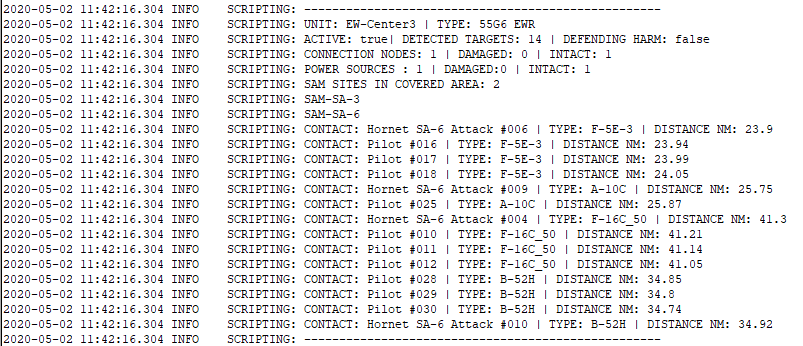 2020-05-02 11:42:16.304 INFO SCRIPTING: ---------------------------------------------------
2020-05-02 11:42:16.304 INFO SCRIPTING: UNIT: EW-Center3 | TYPE: 55G6 EWR
2020-05-02 11:42:16.304 INFO SCRIPTING: ACTIVE: true| DETECTED TARGETS: 14 | DEFENDING HARM: false
2020-05-02 11:42:16.304 INFO SCRIPTING: CONNECTION NODES: 1 | DAMAGED: 0 | INTACT: 1
2020-05-02 11:42:16.304 INFO SCRIPTING: POWER SOURCES : 1 | DAMAGED:0 | INTACT: 1
2020-05-02 11:42:16.304 INFO SCRIPTING: SAM SITES IN COVERED AREA: 2
2020-05-02 11:42:16.304 INFO SCRIPTING: SAM-SA-3
2020-05-02 11:42:16.304 INFO SCRIPTING: SAM-SA-6
2020-05-02 11:42:16.304 INFO SCRIPTING: CONTACT: Hornet SA-6 Attack #006 | TYPE: F-5E-3 | DISTANCE NM: 23.9
2020-05-02 11:42:16.304 INFO SCRIPTING: CONTACT: Pilot #016 | TYPE: F-5E-3 | DISTANCE NM: 23.94
2020-05-02 11:42:16.304 INFO SCRIPTING: CONTACT: Pilot #017 | TYPE: F-5E-3 | DISTANCE NM: 23.99
2020-05-02 11:42:16.304 INFO SCRIPTING: CONTACT: Pilot #018 | TYPE: F-5E-3 | DISTANCE NM: 24.05
2020-05-02 11:42:16.304 INFO SCRIPTING: CONTACT: Hornet SA-6 Attack #009 | TYPE: A-10C | DISTANCE NM: 25.75
2020-05-02 11:42:16.304 INFO SCRIPTING: CONTACT: Pilot #025 | TYPE: A-10C | DISTANCE NM: 25.87
2020-05-02 11:42:16.304 INFO SCRIPTING: CONTACT: Hornet SA-6 Attack #004 | TYPE: F-16C_50 | DISTANCE NM: 41.3
2020-05-02 11:42:16.304 INFO SCRIPTING: CONTACT: Pilot #010 | TYPE: F-16C_50 | DISTANCE NM: 41.21
2020-05-02 11:42:16.304 INFO SCRIPTING: CONTACT: Pilot #011 | TYPE: F-16C_50 | DISTANCE NM: 41.14
2020-05-02 11:42:16.304 INFO SCRIPTING: CONTACT: Pilot #012 | TYPE: F-16C_50 | DISTANCE NM: 41.05
2020-05-02 11:42:16.304 INFO SCRIPTING: CONTACT: Pilot #028 | TYPE: B-52H | DISTANCE NM: 34.85
2020-05-02 11:42:16.304 INFO SCRIPTING: CONTACT: Pilot #029 | TYPE: B-52H | DISTANCE NM: 34.8
2020-05-02 11:42:16.304 INFO SCRIPTING: CONTACT: Pilot #030 | TYPE: B-52H | DISTANCE NM: 34.74
2020-05-02 11:42:16.304 INFO SCRIPTING: CONTACT: Hornet SA-6 Attack #010 | TYPE: B-52H | DISTANCE NM: 34.92
2020-05-02 11:42:16.304 INFO SCRIPTING: ---------------------------------------------------